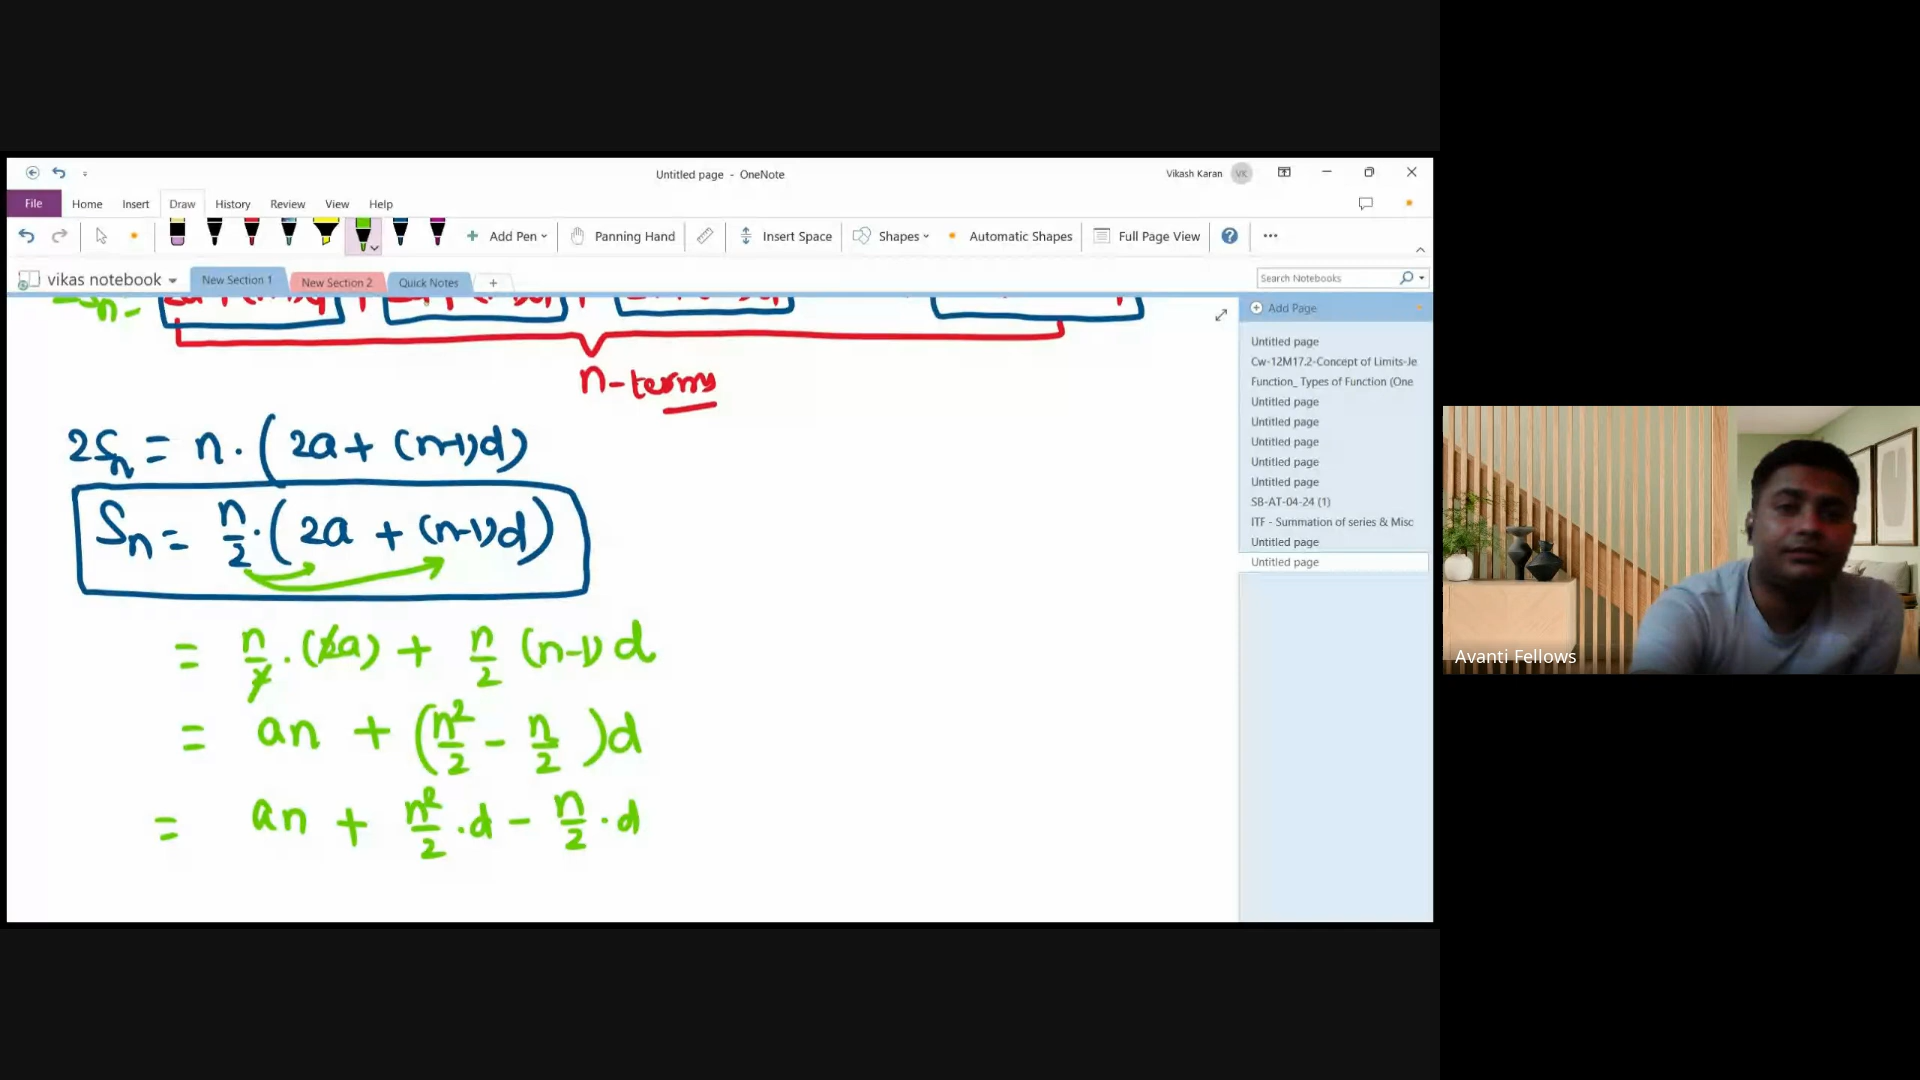 Untitled page - OneNote
Vikash Karan VK
File Home Insert Draw History Review View Help
Add Pen Panning Hand Insert Space Shapes Automatic Shapes Full Page View
vikas notebook New Section 1 New Section 2 Quick Notes +
Search Notebooks
Add Page
Untitled page
Cw-12M17.2-Concept of Limits-Je
Function_ Types of Function (One
Untitled page
Untitled page
Untitled page
Untitled page
Untitled page
SB-AT-04-24 (1)
ITF - Summation of series & Misc
Untitled page
Untitled page
n-terms
2Sn = n · (2a + (n-1)d)
Sn = n/2 · (2a + (n-1)d)
= n/2 · (2a) + n/2 (n-1) d
= an + (n²/2 - n/2) d
= an + n²/2 · d - n/2 · d
Avanti Fellows